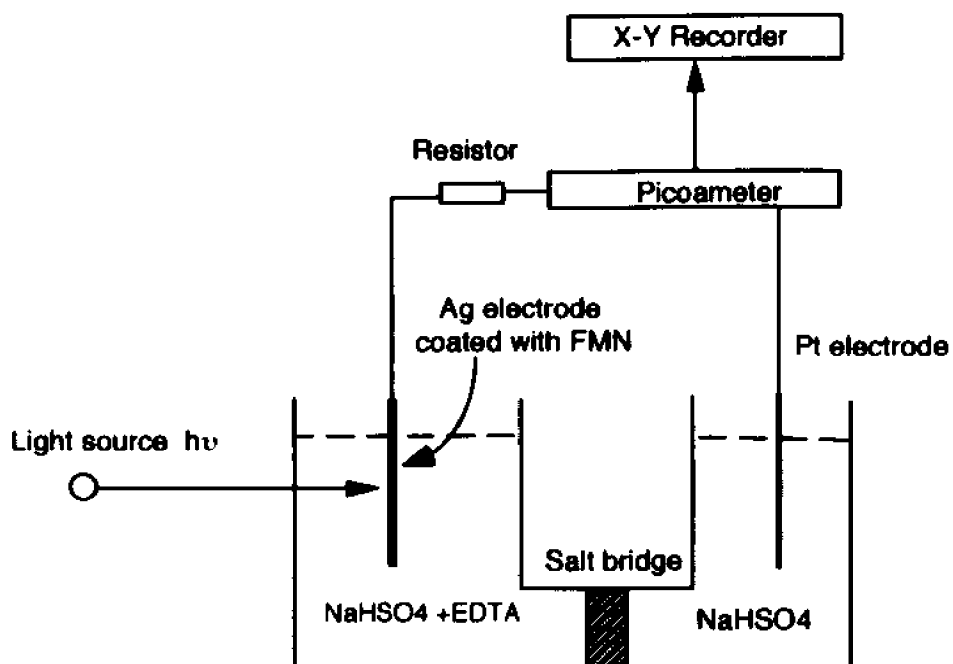 X-Y Recorder
Resistor
Picoameter
Ag electrode
coated with FMN
Pt electrode
Light source hυ
Salt bridge
NaHSO4 +EDTA
NaHSO4